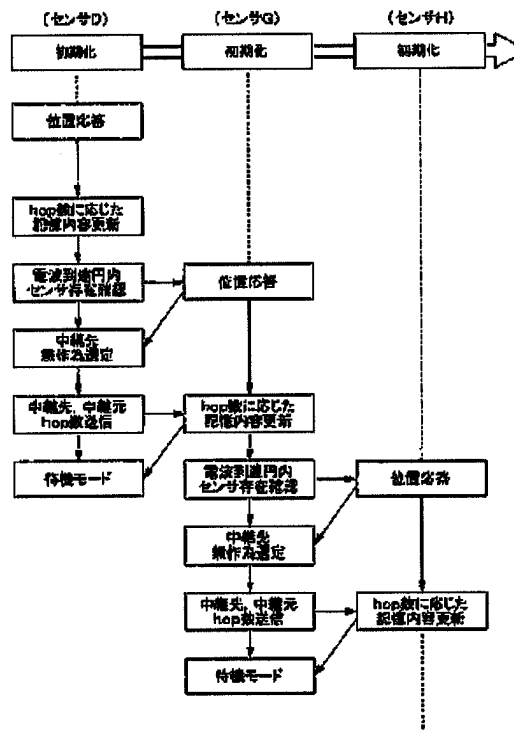 (センサD)
(センサG)
(センサH)
初期化
初期化
初期化
位置応答
hop数に応じた
記憶内容更新
電波到達円内
センサ存在確認
位置応答
中継先
無作為選定
中継先, 中継元
hop数送信
hop数に応じた
記憶内容更新
待機モード
電波到達円内
センサ存在確認
位置応答
中継先
無作為選定
中継先, 中継元
hop数送信
hop数に応じた
記憶内容更新
待機モード